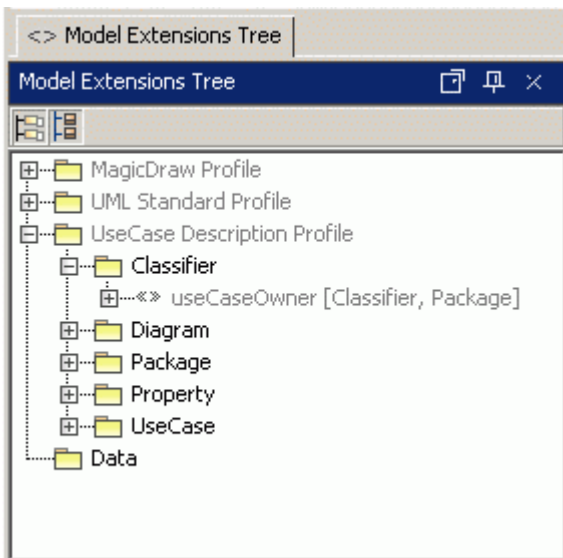 <> Model Extensions Tree
Model Extensions Tree
MagicDraw Profile
UML Standard Profile
UseCase Description Profile
Classifier
«» useCaseOwner [Classifier, Package]
Diagram
Package
Property
UseCase
Data